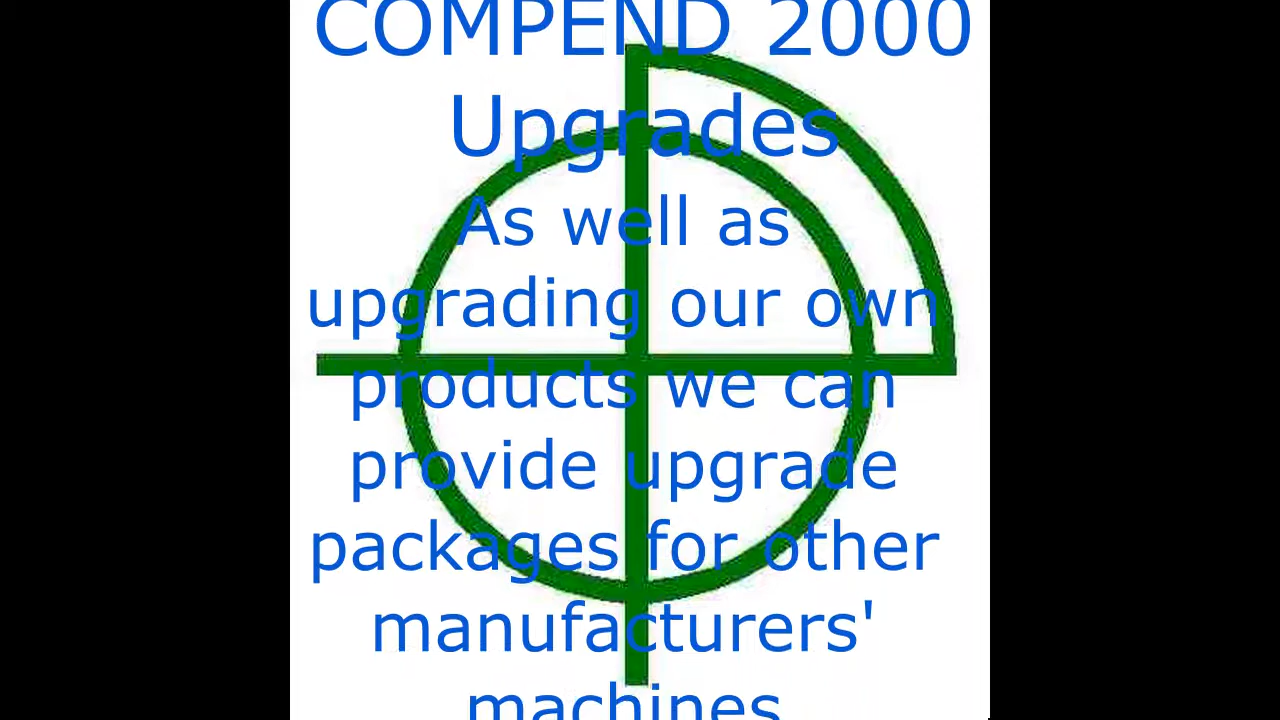 COMPEND 2000
Upgrades
As well as
upgrading our own
products we can
provide upgrade
packages for other
manufacturers'
machines